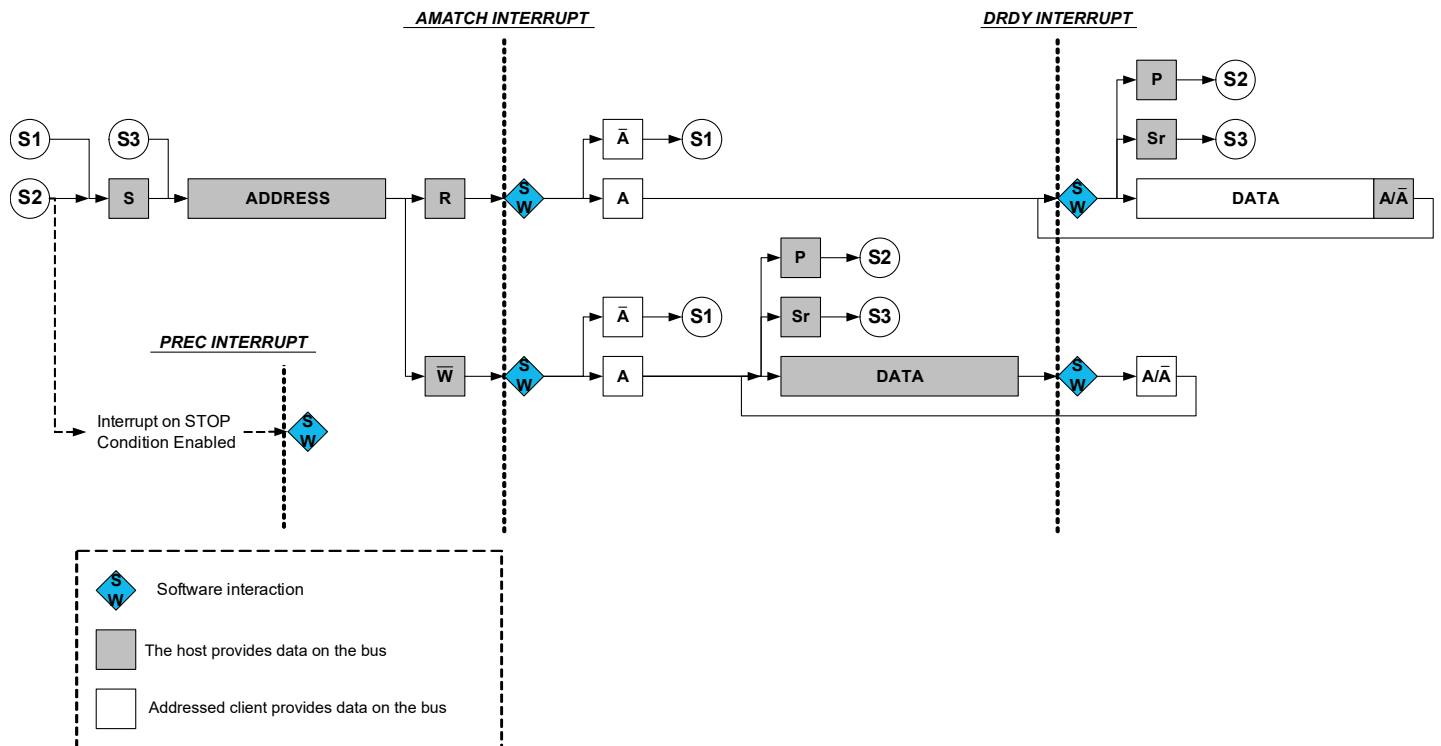 AMATCH INTERRUPT
DRDY INTERRUPT
P
S2
S1
S3
A̅
S1
Sr
S3
S2
S
ADDRESS
R
S
W
A
S
W
DATA
A/A̅
P
S2
A̅
S1
Sr
S3
PREC INTERRUPT
W̅
S
W
A
DATA
S
W
A/A̅
Interrupt on STOP
Condition Enabled
S
W
S
W
Software interaction
The host provides data on the bus
Addressed client provides data on the bus